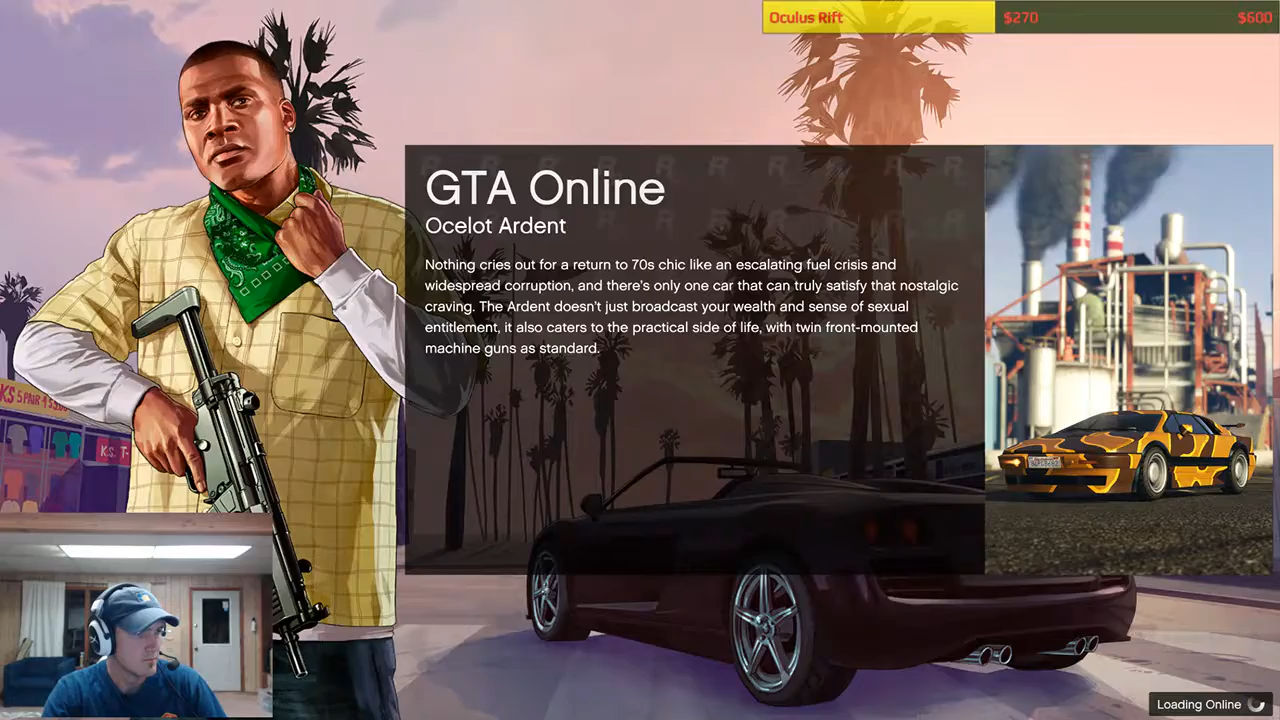 Oculus Rift $270 $600
GTA Online
Ocelot Ardent
Nothing cries out for a return to 70s chic like an escalating fuel crisis and
widespread corruption, and there's only one car that can truly satisfy that nostalgic
craving. The Ardent doesn't just broadcast your wealth and sense of sexual
entitlement, it also caters to the practical side of life, with twin front-mounted
machine guns as standard.
KS 5 PAIR
K.S. T-
Loading Online